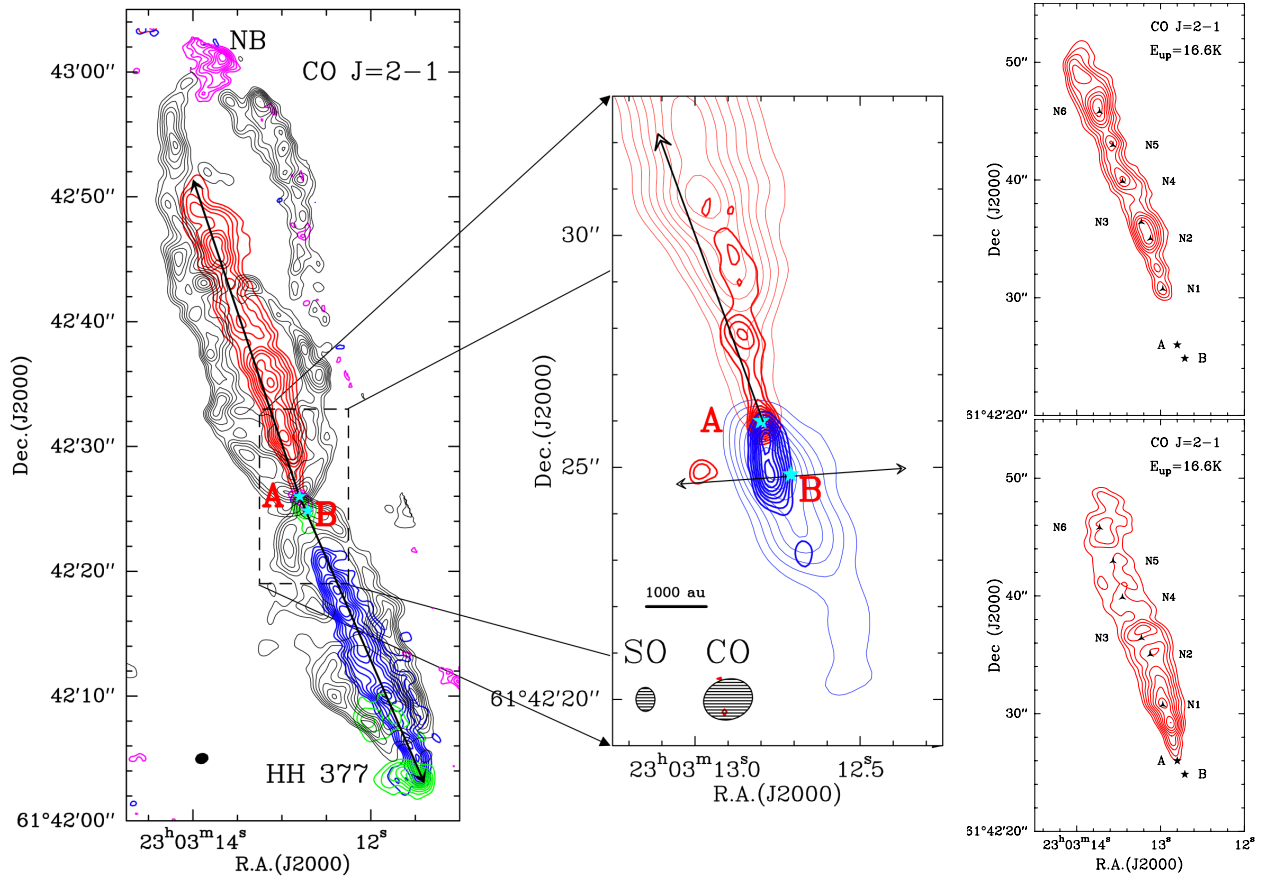 NB
CO J=2−1
43′00″
42′50″
42′40″
42′30″
42′20″
42′10″
61°42′00″
Dec.(J2000)
A
B
HH 377
23ʰ03ᵐ14ˢ
12ˢ
R.A.(J2000)
30″
25″
61°42′20″
Dec.(J2000)
A
B
1000 au
SO
CO
23ʰ03ᵐ13.0ˢ
12.5
R.A.(J2000)
CO J=2−1
E_up=16.6K
50″
40″
30″
Dec (J2000)
N6
N5
N4
N3
N2
N1
A
B
61°42′20″
CO J=2−1
E_up=16.6K
50″
40″
30″
61°42′20″
Dec (J2000)
N6
N5
N4
N3
N2
N1
A
B
23ʰ03ᵐ14ˢ
13ˢ
12ˢ
R.A.(J2000)